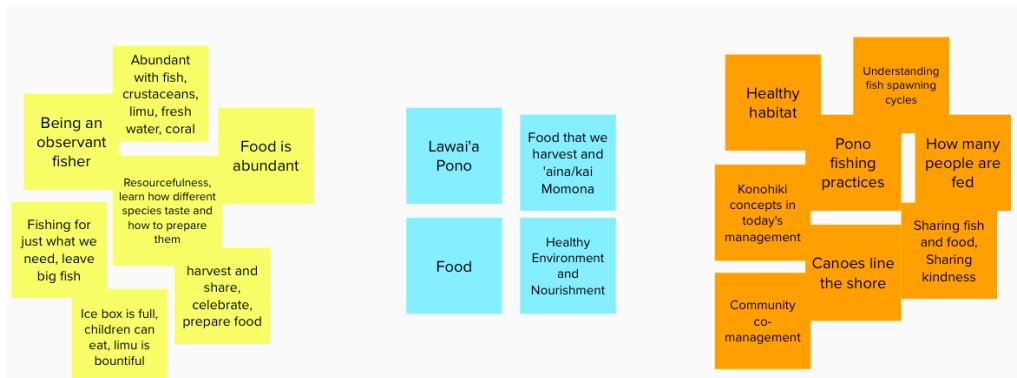 Abundant
with fish,
crustaceans,
limu, fresh
water, coral
Being an
observant
fisher
Food is
abundant
Resourcefulness,
learn how different
species taste and
how to prepare
them
Fishing for
just what we
need, leave
big fish
harvest and
share,
celebrate,
prepare food
Ice box is full,
children can
eat, limu is
bountiful
Lawai'a
Pono
Food that we
harvest and
'aina/kai
Momona
Food
Healthy
Environment
and
Nourishment
Healthy
habitat
Understanding
fish spawning
cycles
Pono
fishing
practices
How many
people are
fed
Konohiki
concepts in
today's
management
Sharing fish
and food,
Sharing
kindness
Canoes line
the shore
Community
co-
management